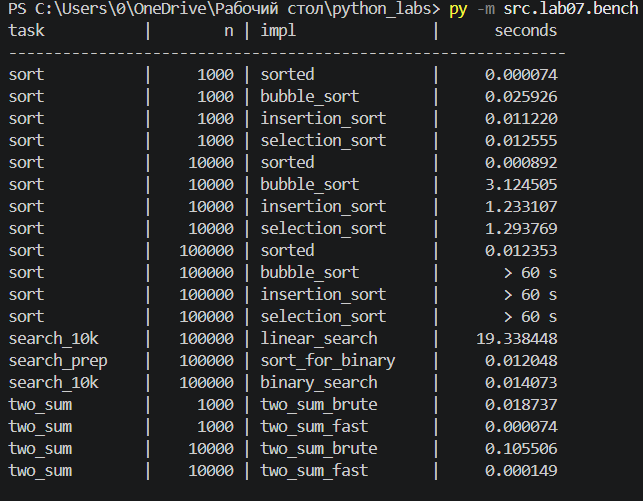 PS C:\Users\0\OneDrive\Рабочий стол\python_labs> py -m src.lab07.bench
task | n | impl | seconds
-------------------------------------------------------------
sort | 1000 | sorted | 0.000074
sort | 1000 | bubble_sort | 0.025926
sort | 1000 | insertion_sort | 0.011220
sort | 1000 | selection_sort | 0.012555
sort | 10000 | sorted | 0.000892
sort | 10000 | bubble_sort | 3.124505
sort | 10000 | insertion_sort | 1.233107
sort | 10000 | selection_sort | 1.293769
sort | 100000 | sorted | 0.012353
sort | 100000 | bubble_sort | > 60 s
sort | 100000 | insertion_sort | > 60 s
sort | 100000 | selection_sort | > 60 s
search_10k | 100000 | linear_search | 19.338448
search_prep | 100000 | sort_for_binary | 0.012048
search_10k | 100000 | binary_search | 0.014073
two_sum | 1000 | two_sum_brute | 0.018737
two_sum | 1000 | two_sum_fast | 0.000074
two_sum | 10000 | two_sum_brute | 0.105506
two_sum | 10000 | two_sum_fast | 0.000149